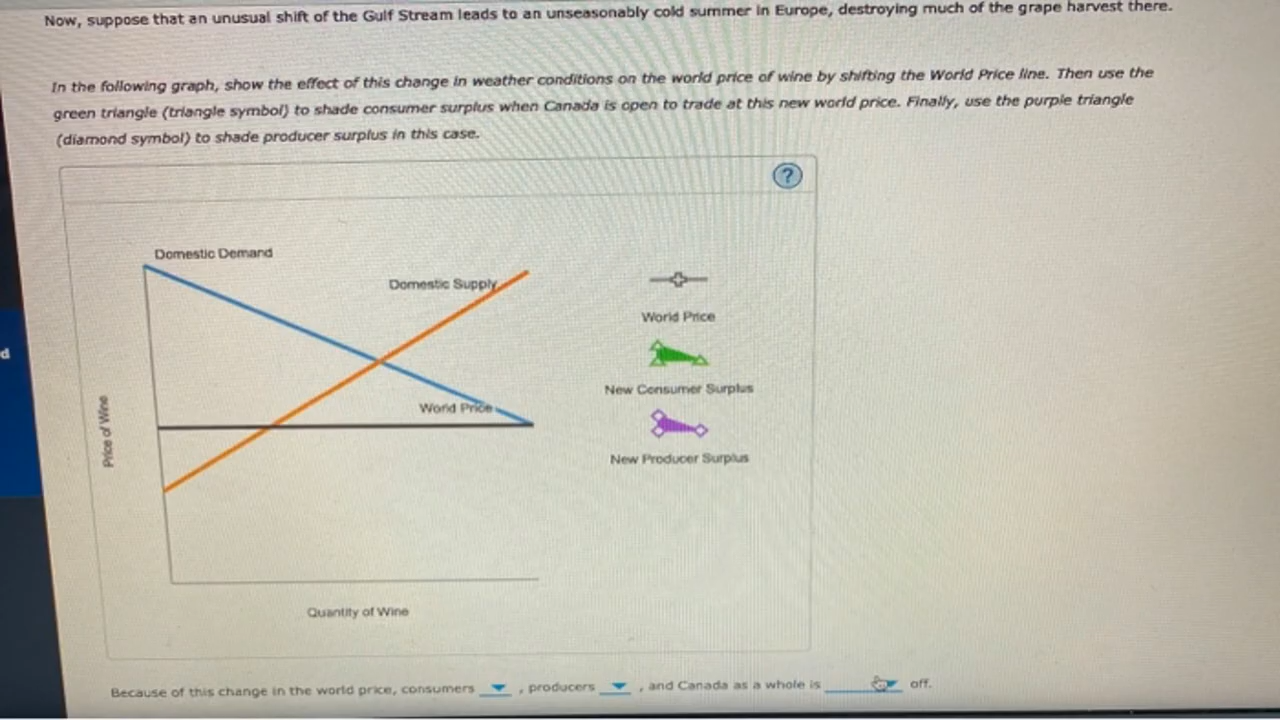 Now, suppose that an unusual shift of the Gulf Stream leads to an unseasonably cold summer in Europe, destroying much of the grape harvest there.
In the following graph, show the effect of this change in weather conditions on the world price of wine by shifting the World Price line. Then use the
green triangle (triangle symbol) to shade consumer surplus when Canada is open to trade at this new world price. Finally, use the purple triangle
(diamond symbol) to shade producer surplus in this case.
?
Domestic Demand
Domestic Supply
World Price
d
World Price
New Consumer Surplus
Price of Wine
New Producer Surplus
Quantity of Wine
Because of this change in the world price, consumers , producers , and Canada as a whole is off.